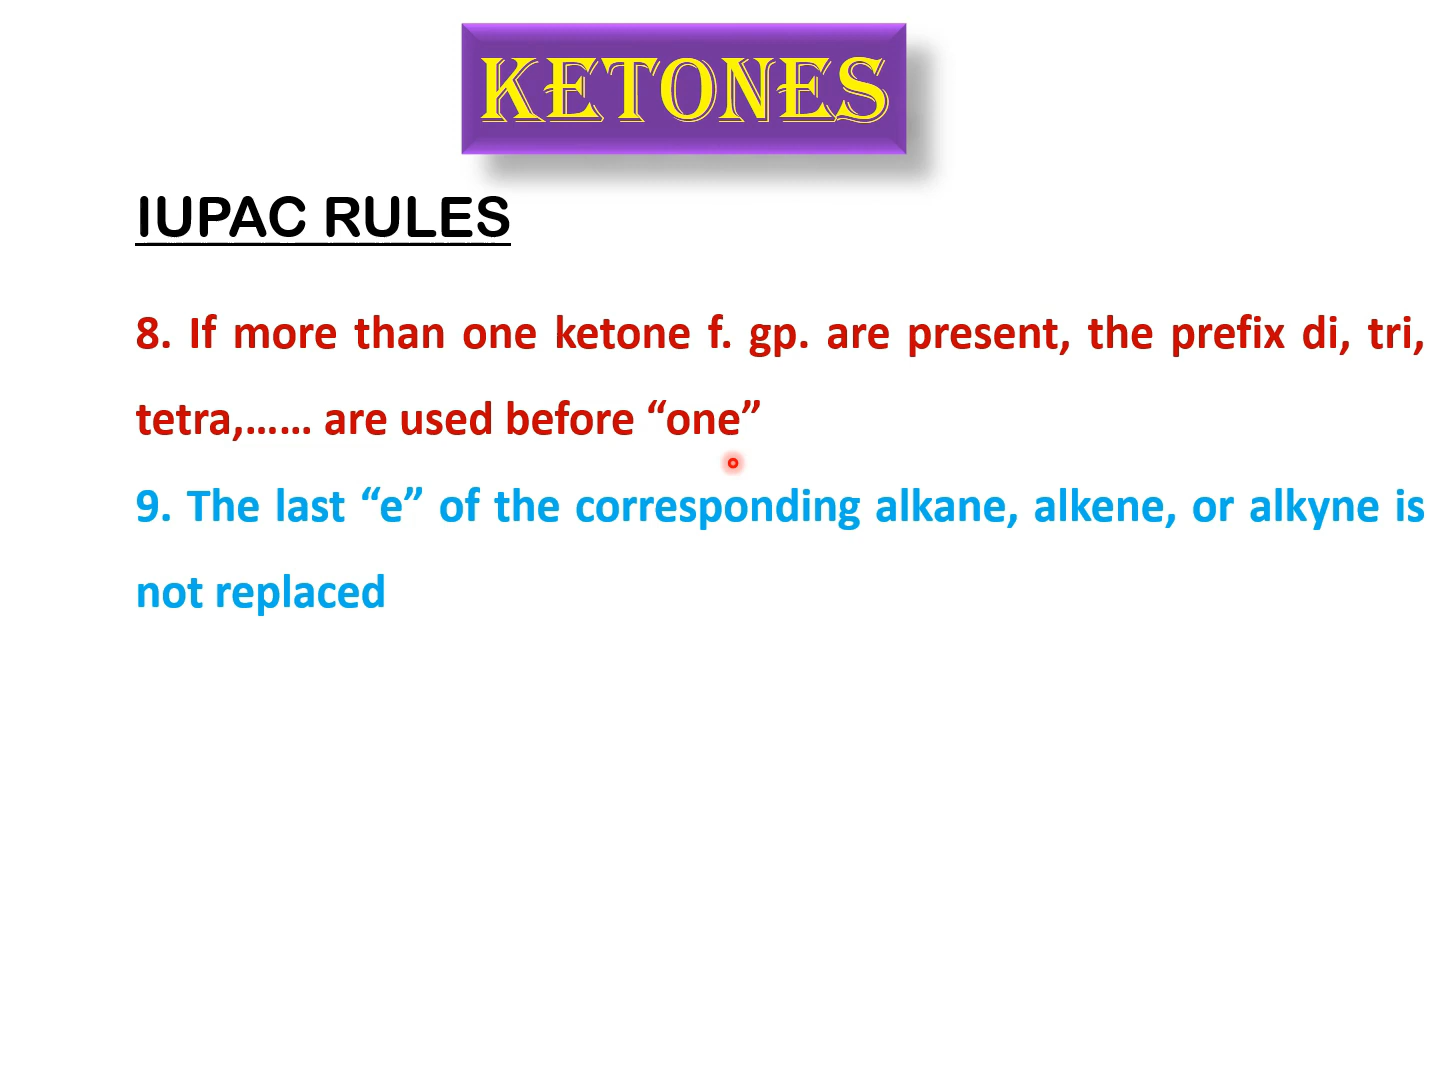 KETONES
IUPAC RULES
8. If more than one ketone f. gp. are present, the prefix di, tri,
tetra,...... are used before “one”
9. The last “e” of the corresponding alkane, alkene, or alkyne is
not replaced